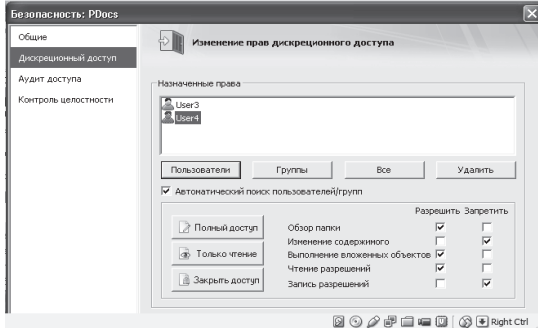 Безопасность: PDocs
Общие
Дискреционный доступ
Аудит доступа
Контроль целостности
Изменение прав дискреционного доступа
Назначенные права
User3
User4
Пользователи Группы Все Удалить
Автоматический поиск пользователей/групп
Разрешить Запретить
Полный доступ
Только чтение
Закрыть доступ
Обзор папки
Изменение содержимого
Выполнение вложенных объектов
Чтение разрешений
Запись разрешений
Right Ctrl